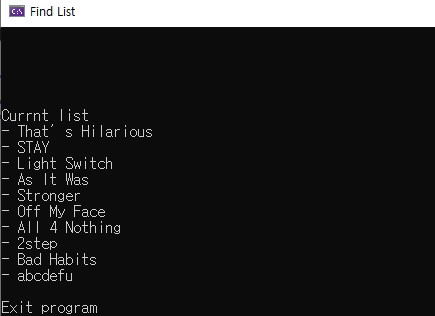 C:\
Find List
Currnt list
- That's Hilarious
- STAY
- Light Switch
- As It Was
- Stronger
- Off My Face
- All 4 Nothing
- 2step
- Bad Habits
- abcdefu
Exit program